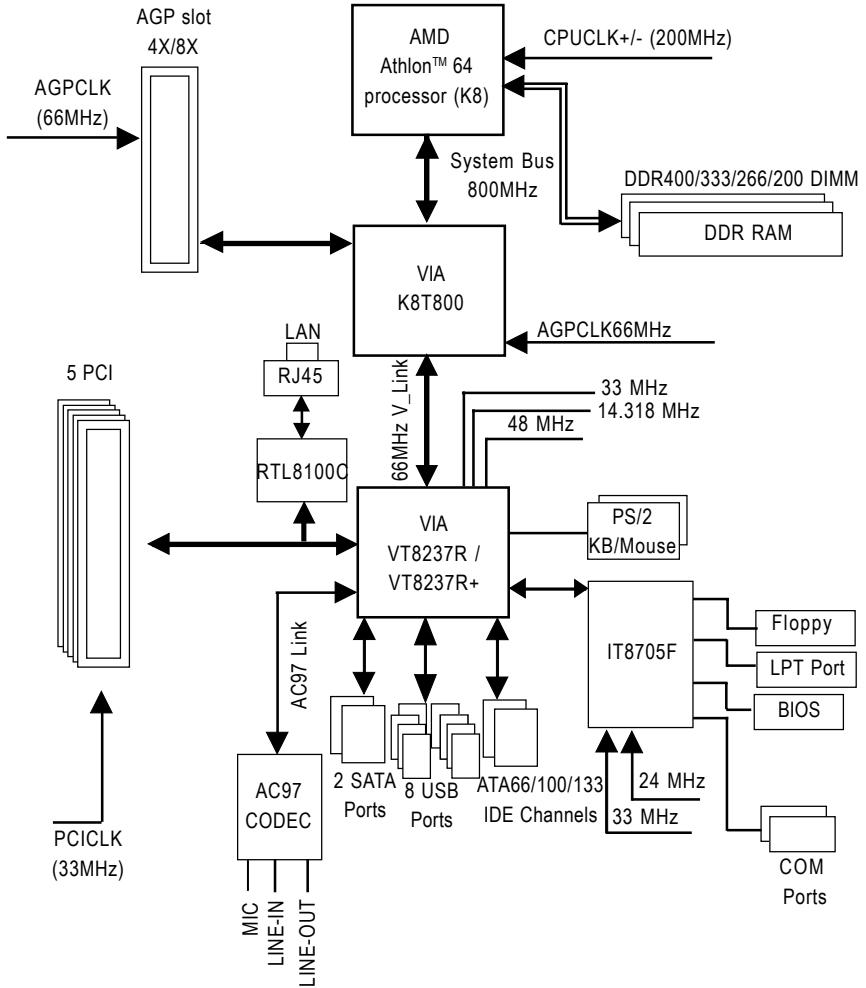 AGP slot
4X/8X
AGPCLK
(66MHz)
AMD
Athlon™ 64
processor (K8)
CPUCLK+/- (200MHz)
System Bus
800MHz
DDR400/333/266/200 DIMM
DDR RAM
VIA
K8T800
AGPCLK66MHz
LAN
RJ45
RTL8100C
5 PCI
66MHz V_Link
33 MHz
14.318 MHz
48 MHz
VIA
VT8237R /
VT8237R+
PS/2
KB/Mouse
IT8705F
Floppy
LPT Port
BIOS
AC97 Link
2 SATA
Ports
8 USB
Ports
ATA66/100/133
IDE Channels
24 MHz
33 MHz
COM
Ports
PCICLK
(33MHz)
AC97
CODEC
MIC
LINE-IN
LINE-OUT